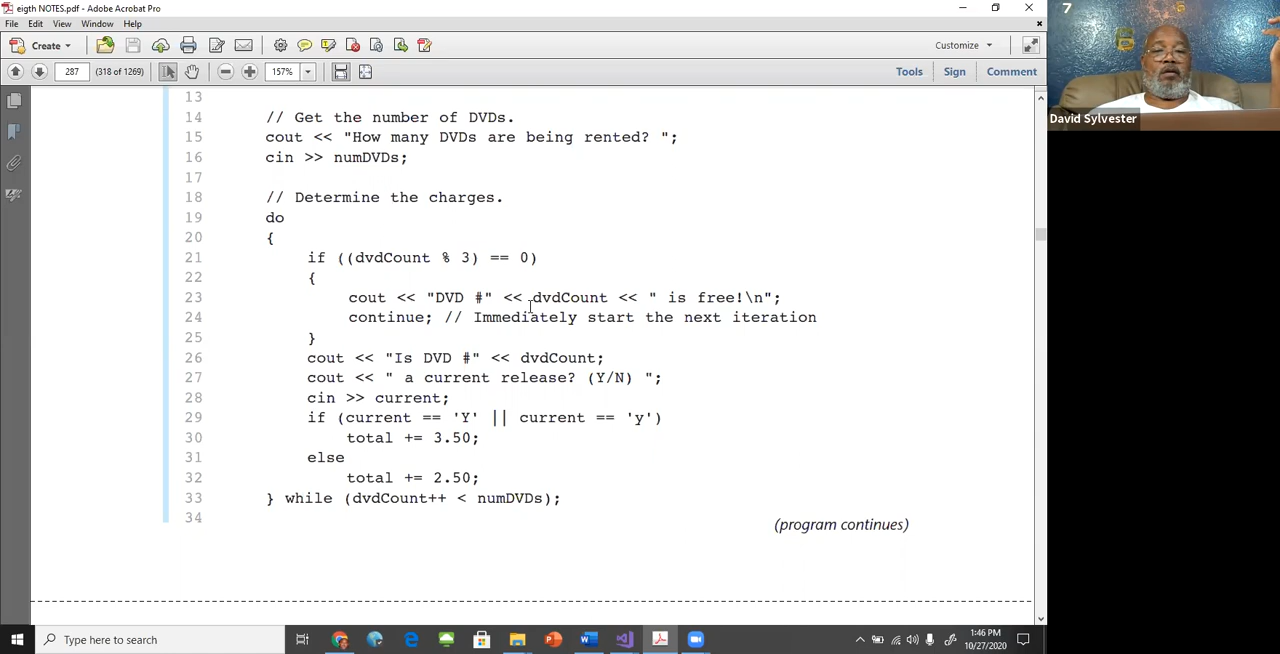 eigth NOTES.pdf - Adobe Acrobat Pro
File Edit View Window Help
Create
Customize
287 (318 of 1269) 157% Tools Sign Comment
13
14 // Get the number of DVDs.
15 cout << "How many DVDs are being rented? ";
16 cin >> numDVDs;
17
18 // Determine the charges.
19 do
20 {
21 if ((dvdCount % 3) == 0)
22 {
23 cout << "DVD #" << dvdCount << " is free!\n";
24 continue; // Immediately start the next iteration
25 }
26 cout << "Is DVD #" << dvdCount;
27 cout << " a current release? (Y/N) ";
28 cin >> current;
29 if (current == 'Y' || current == 'y')
30 total += 3.50;
31 else
32 total += 2.50;
33 } while (dvdCount++ < numDVDs);
34
(program continues)
7
David Sylvester
Type here to search
1:46 PM
10/27/2020